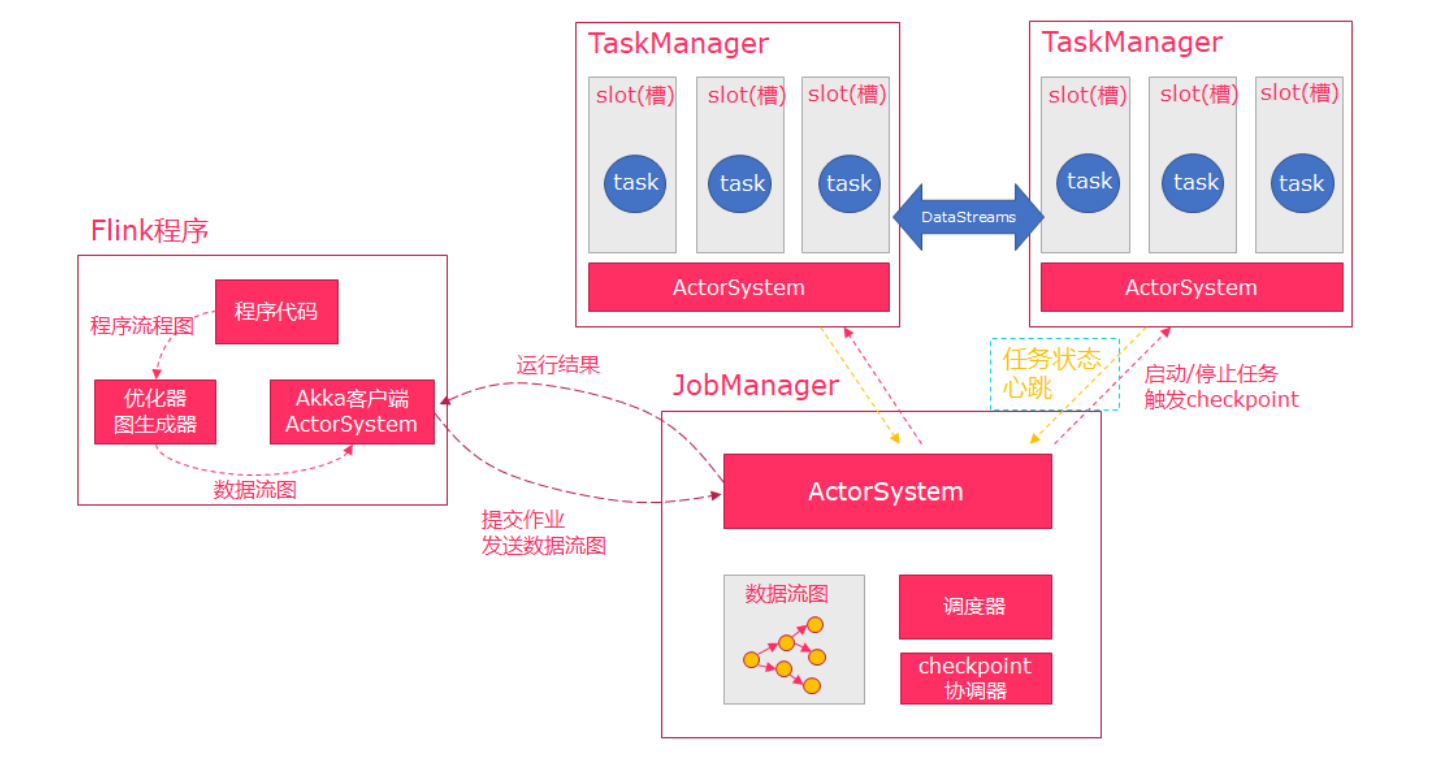 TaskManager
slot(槽)
slot(槽)
slot(槽)
task
task
task
ActorSystem
DataStreams
TaskManager
slot(槽)
slot(槽)
slot(槽)
task
task
task
ActorSystem
Flink程序
程序代码
程序流程图
优化器
图生成器
Akka客户端
ActorSystem
数据流图
运行结果
提交作业
发送数据流图
任务状态
心跳
启动/停止任务
触发checkpoint
JobManager
ActorSystem
数据流图
调度器
checkpoint
协调器